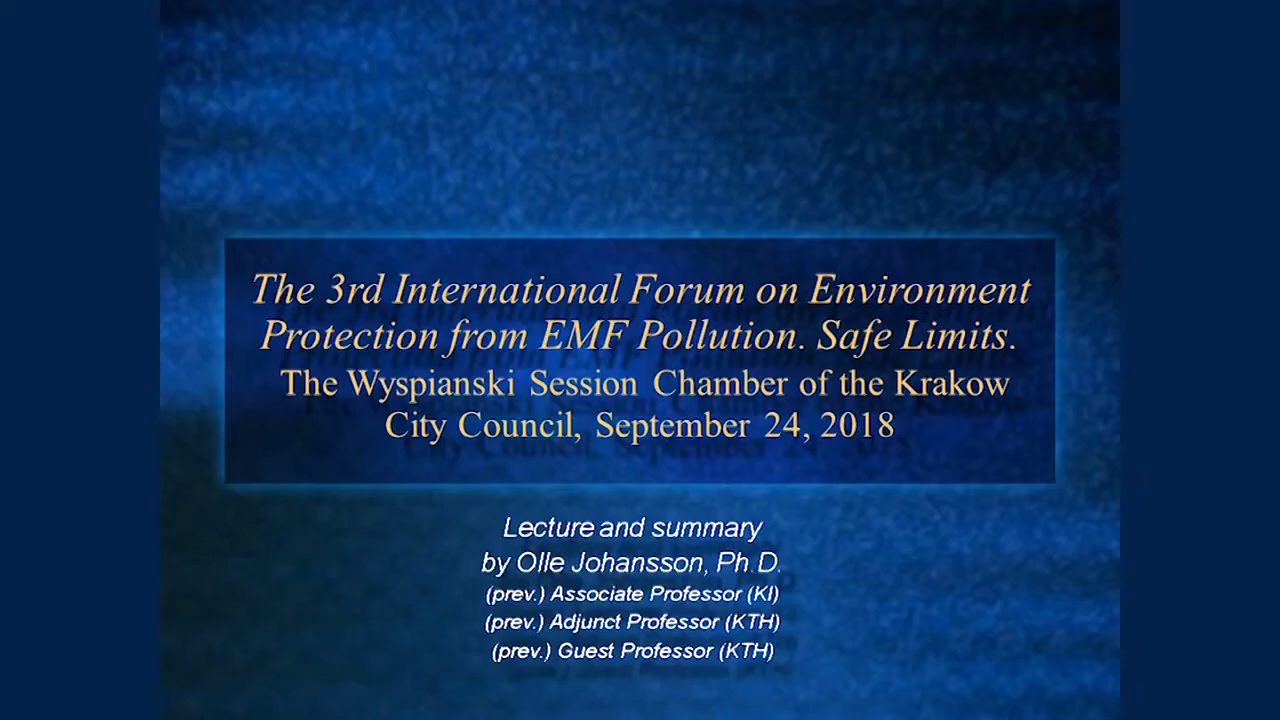 The 3rd International Forum on Environment
Protection from EMF Pollution. Safe Limits.
The Wyspianski Session Chamber of the Krakow
City Council, September 24, 2018
Lecture and summary
by Olle Johansson, Ph.D.
(prev.) Associate Professor (KI)
(prev.) Adjunct Professor (KTH)
(prev.) Guest Professor (KTH)